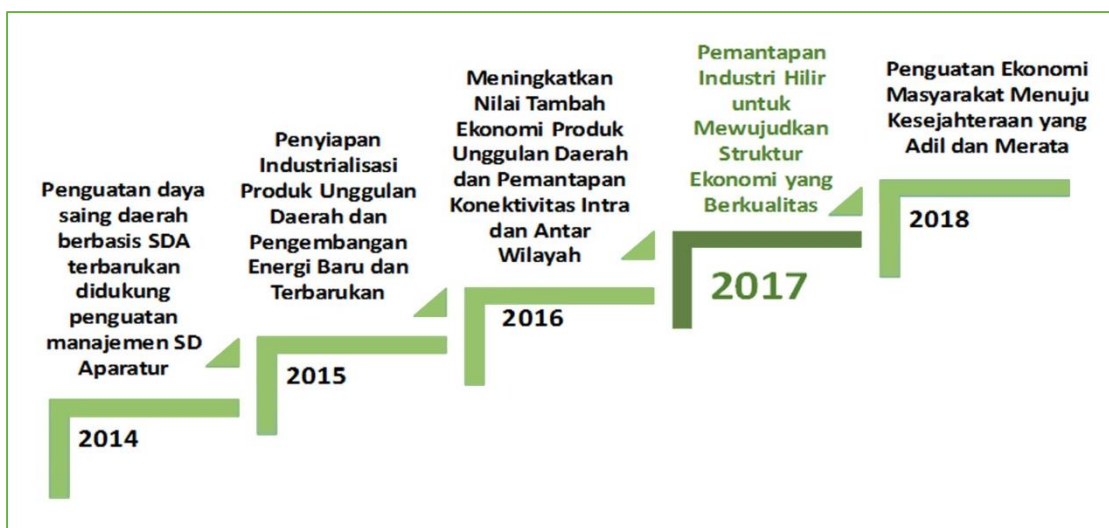 Penguatan daya
saing daerah
berbasis SDA
terbarukan
didukung
penguatan
manajemen SD
Aparatur
2014
Penyiapan
Industrialisasi
Produk Unggulan
Daerah dan
Pengembangan
Energi Baru dan
Terbarukan
2015
Meningkatkan
Nilai Tambah
Ekonomi Produk
Unggulan Daerah
dan Pemantapan
Konektivitas Intra
dan Antar
Wilayah
2016
Pemantapan
Industri Hilir
untuk
Mewujudkan
Struktur
Ekonomi yang
Berkualitas
2017
Penguatan Ekonomi
Masyarakat Menuju
Kesejahteraan yang
Adil dan Merata
2018